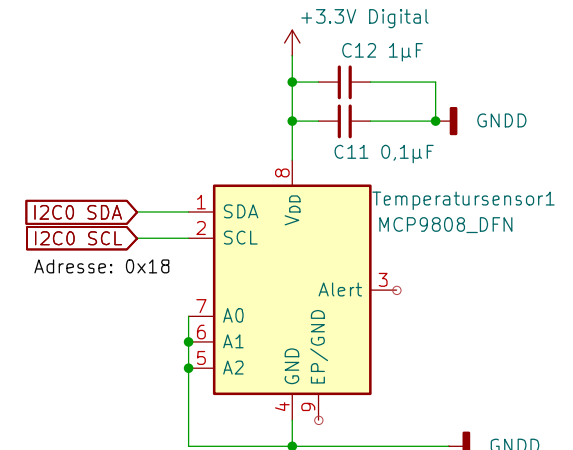 +3.3V Digital
C12 1µF
GNDD
C11 0,1µF
8
Temperatursensor1
MCP9808_DFN
I2C0 SDA
1
SDA
VDD
I2C0 SCL
2
SCL
Adresse: 0x18
Alert
3
7
A0
6
A1
5
A2
GND
EP/GND
4
9
GNDD